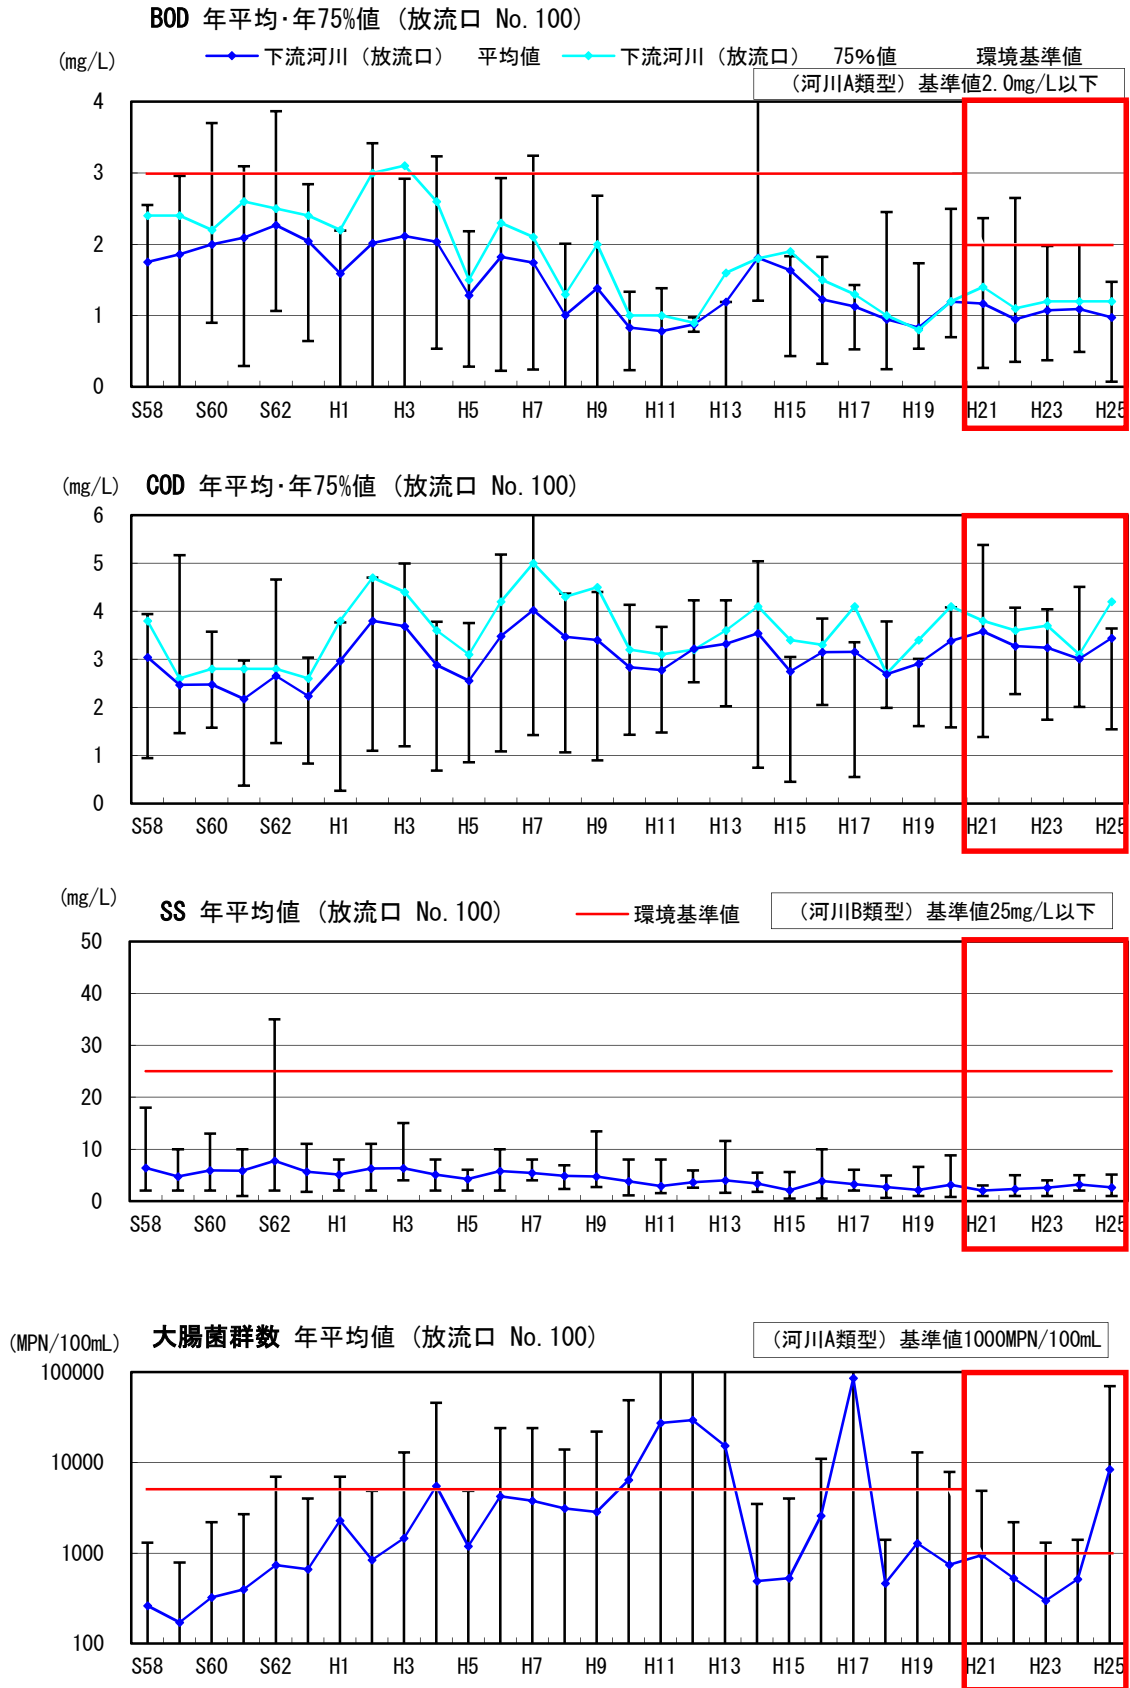 BOD 年平均・年75%値 (放流口 No.100)
(mg/L) 下流河川(放流口) 平均値 下流河川(放流口) 75%値 環境基準値
(河川A類型) 基準値2.0mg/L以下
4
3
2
1
0
S58 S60 S62 H1 H3 H5 H7 H9 H11 H13 H15 H17 H19 H21 H23 H25
(mg/L) COD 年平均・年75%値 (放流口 No.100)
6
5
4
3
2
1
0
S58 S60 S62 H1 H3 H5 H7 H9 H11 H13 H15 H17 H19 H21 H23 H25
(mg/L)
SS 年平均値 (放流口 No.100) 環境基準値 (河川B類型) 基準値25mg/L以下
50
40
30
20
10
0
S58 S60 S62 H1 H3 H5 H7 H9 H11 H13 H15 H17 H19 H21 H23 H25
(MPN/100mL) 大腸菌群数 年平均値 (放流口 No.100) (河川A類型) 基準値1000MPN/100mL
100000
10000
1000
100
S58 S60 S62 H1 H3 H5 H7 H9 H11 H13 H15 H17 H19 H21 H23 H25